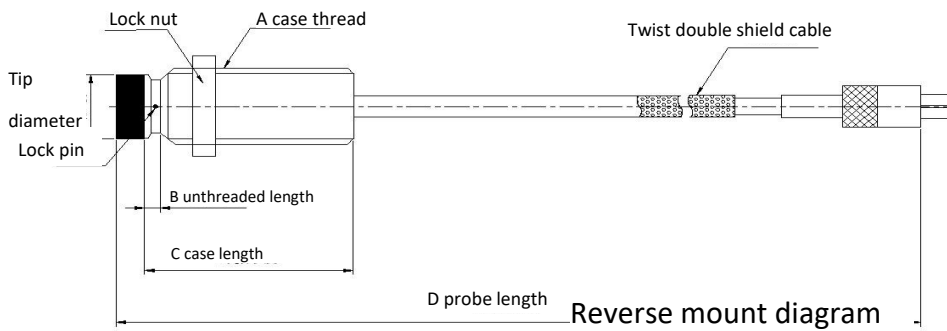 Lock nut
A case thread
Twist double shield cable
Tip
diameter
Lock pin
B unthreaded length
C case length
D probe length
Reverse mount diagram